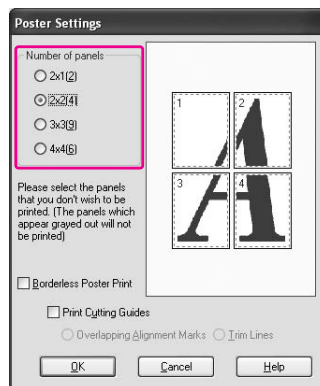 Poster Settings
Number of panels
2x1(2)
2x2(4)
3x3(9)
4x4(6)
Please select the panels
that you don't wish to be
printed. (The panels which
appear grayed out will not
be printed)
1
2
3
4
Borderless Poster Print
Print Cutting Guides
Overlapping Alignment Marks
Trim Lines
OK
Cancel
Help